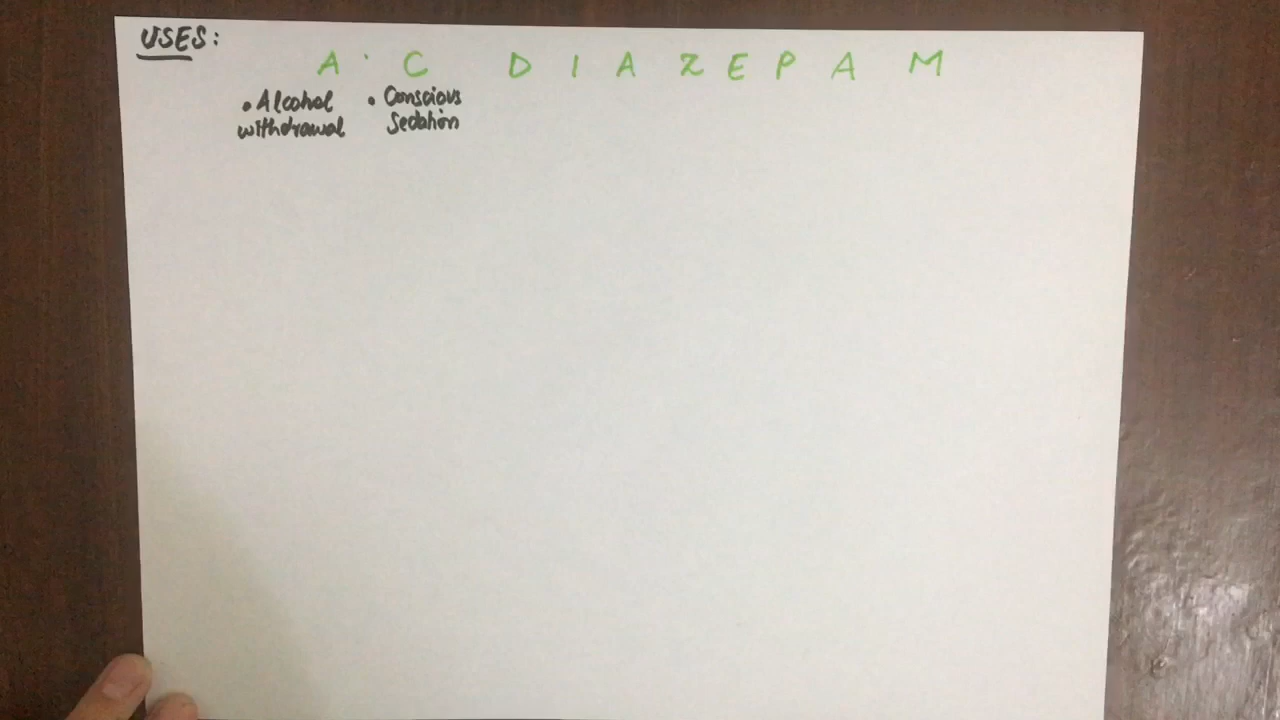 USES:
A · C D I A Z E P A M
• Alcohol withdrawal
• Conscious Sedation